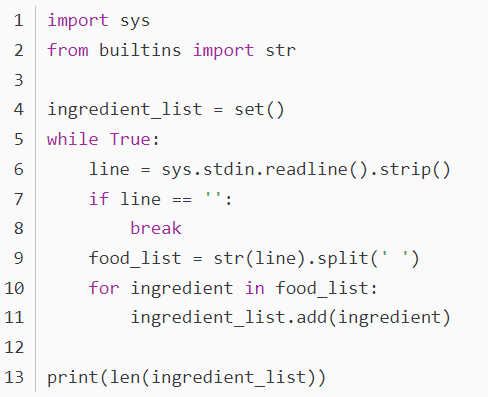 1 import sys
2 from builtins import str
3
4 ingredient_list = set()
5 while True:
6     line = sys.stdin.readline().strip()
7     if line == '':
8         break
9     food_list = str(line).split(' ')
10     for ingredient in food_list:
11         ingredient_list.add(ingredient)
12
13 print(len(ingredient_list))